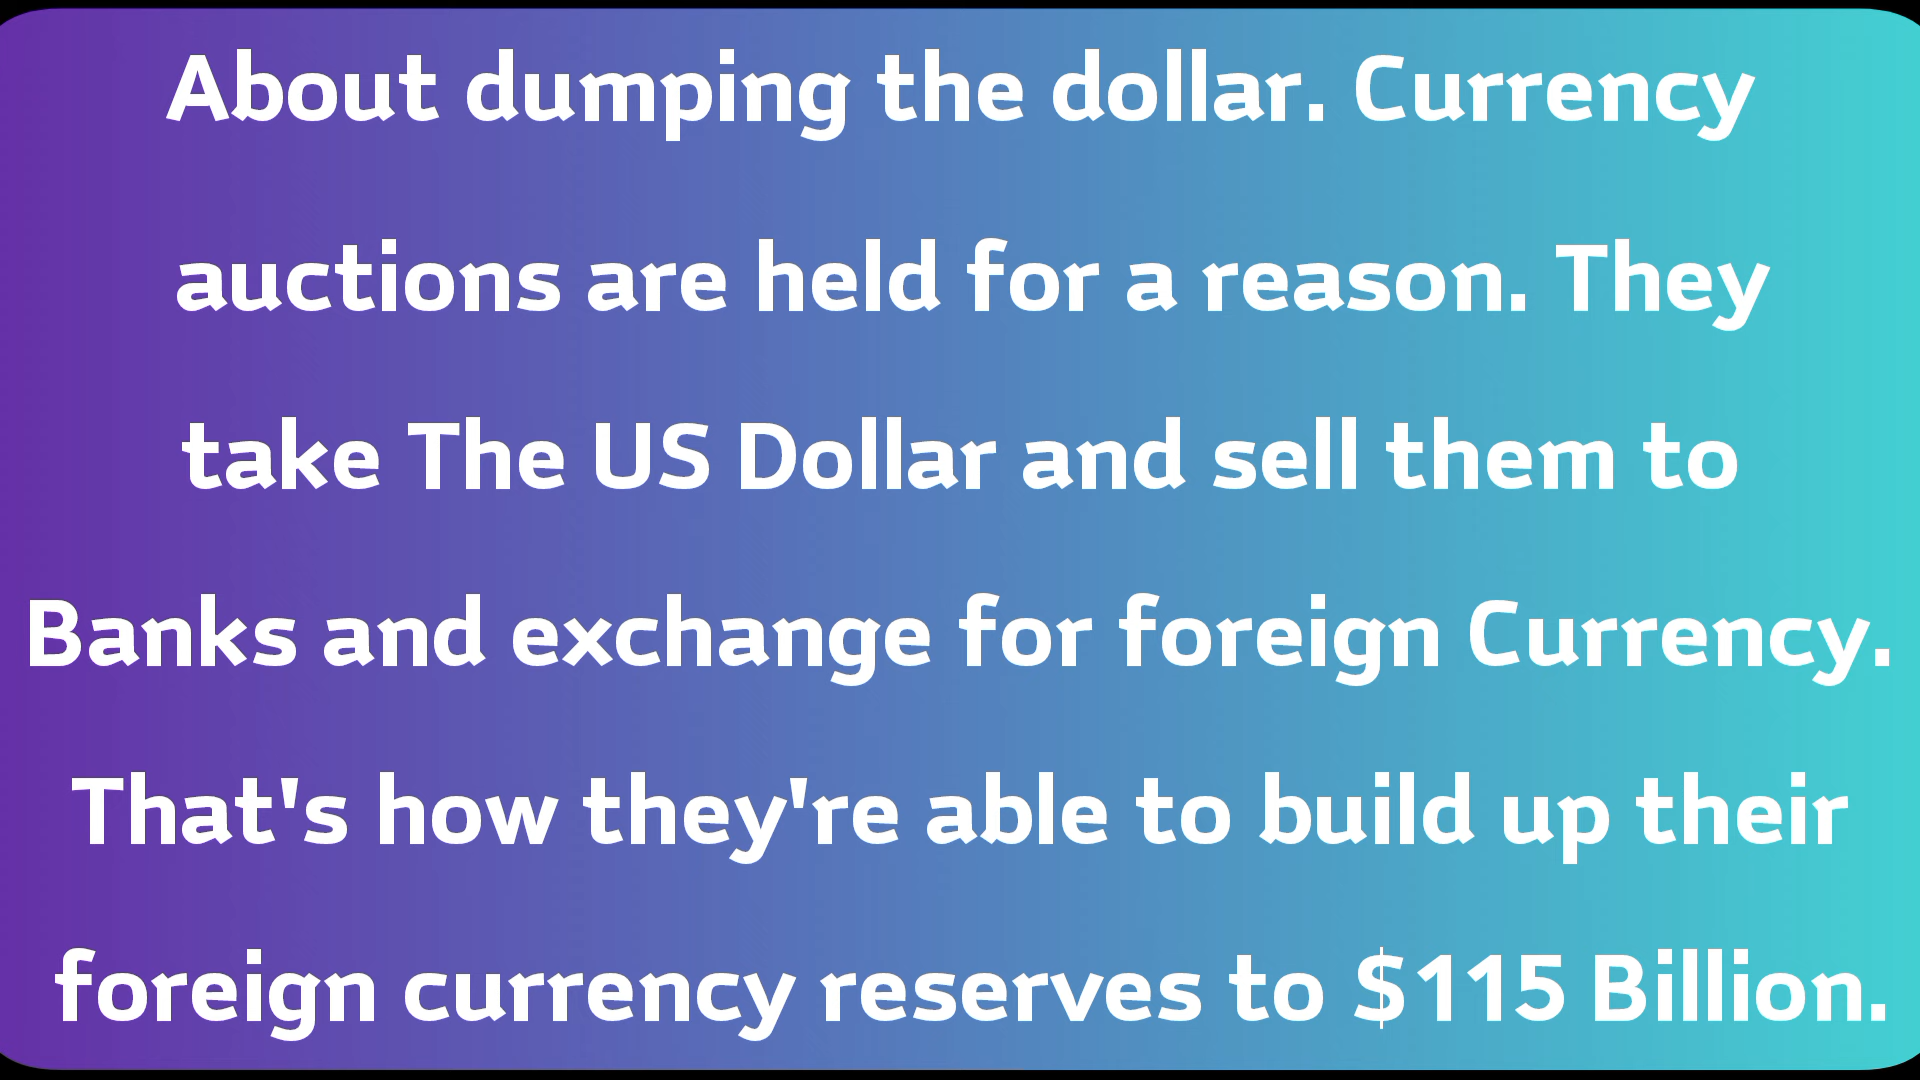 About dumping the dollar. Currency
auctions are held for a reason. They
take The US Dollar and sell them to
Banks and exchange for foreign Currency.
That's how they're able to build up their
foreign currency reserves to $115 Billion.